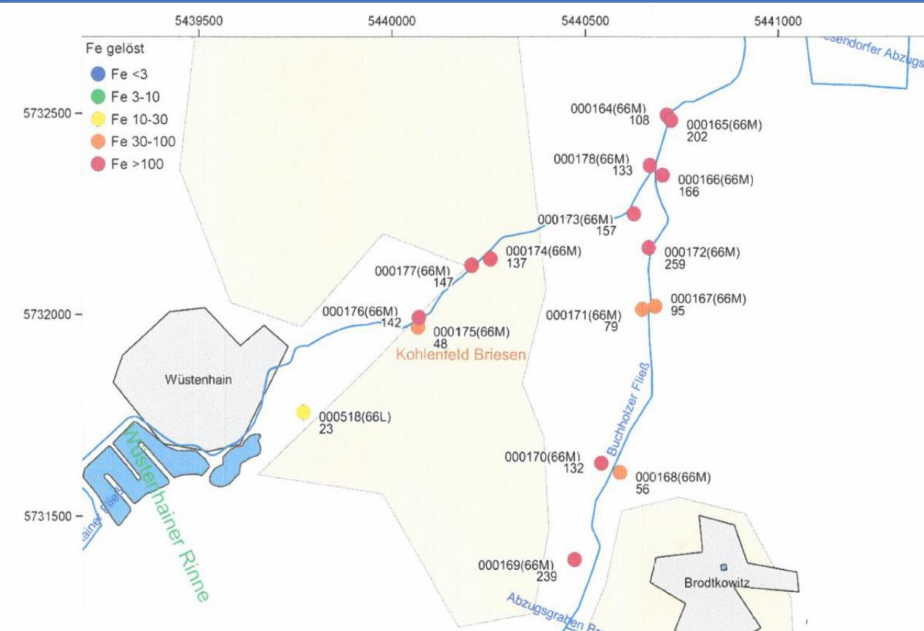 5439500
5440000
5440500
5441000
Fe gelöst
Fe <3
Fe 3-10
Fe 10-30
Fe 30-100
Fe >100
5732500
5732000
5731500
000164(66M)
108
000165(66M)
202
000178(66M)
133
000166(66M)
166
000173(66M)
157
000174(66M)
137
000172(66M)
259
000177(66M)
147
000176(66M)
142
000175(66M)
48
Kohlenfeld Briesen
000171(66M)
79
000167(66M)
95
Wüstenhain
000518(66L)
23
Buchholzer Fließ
000170(66M)
132
000168(66M)
56
Wüstenhainer Rinne
000169(66M)
239
Brodtkowitz
Abzugsgraben